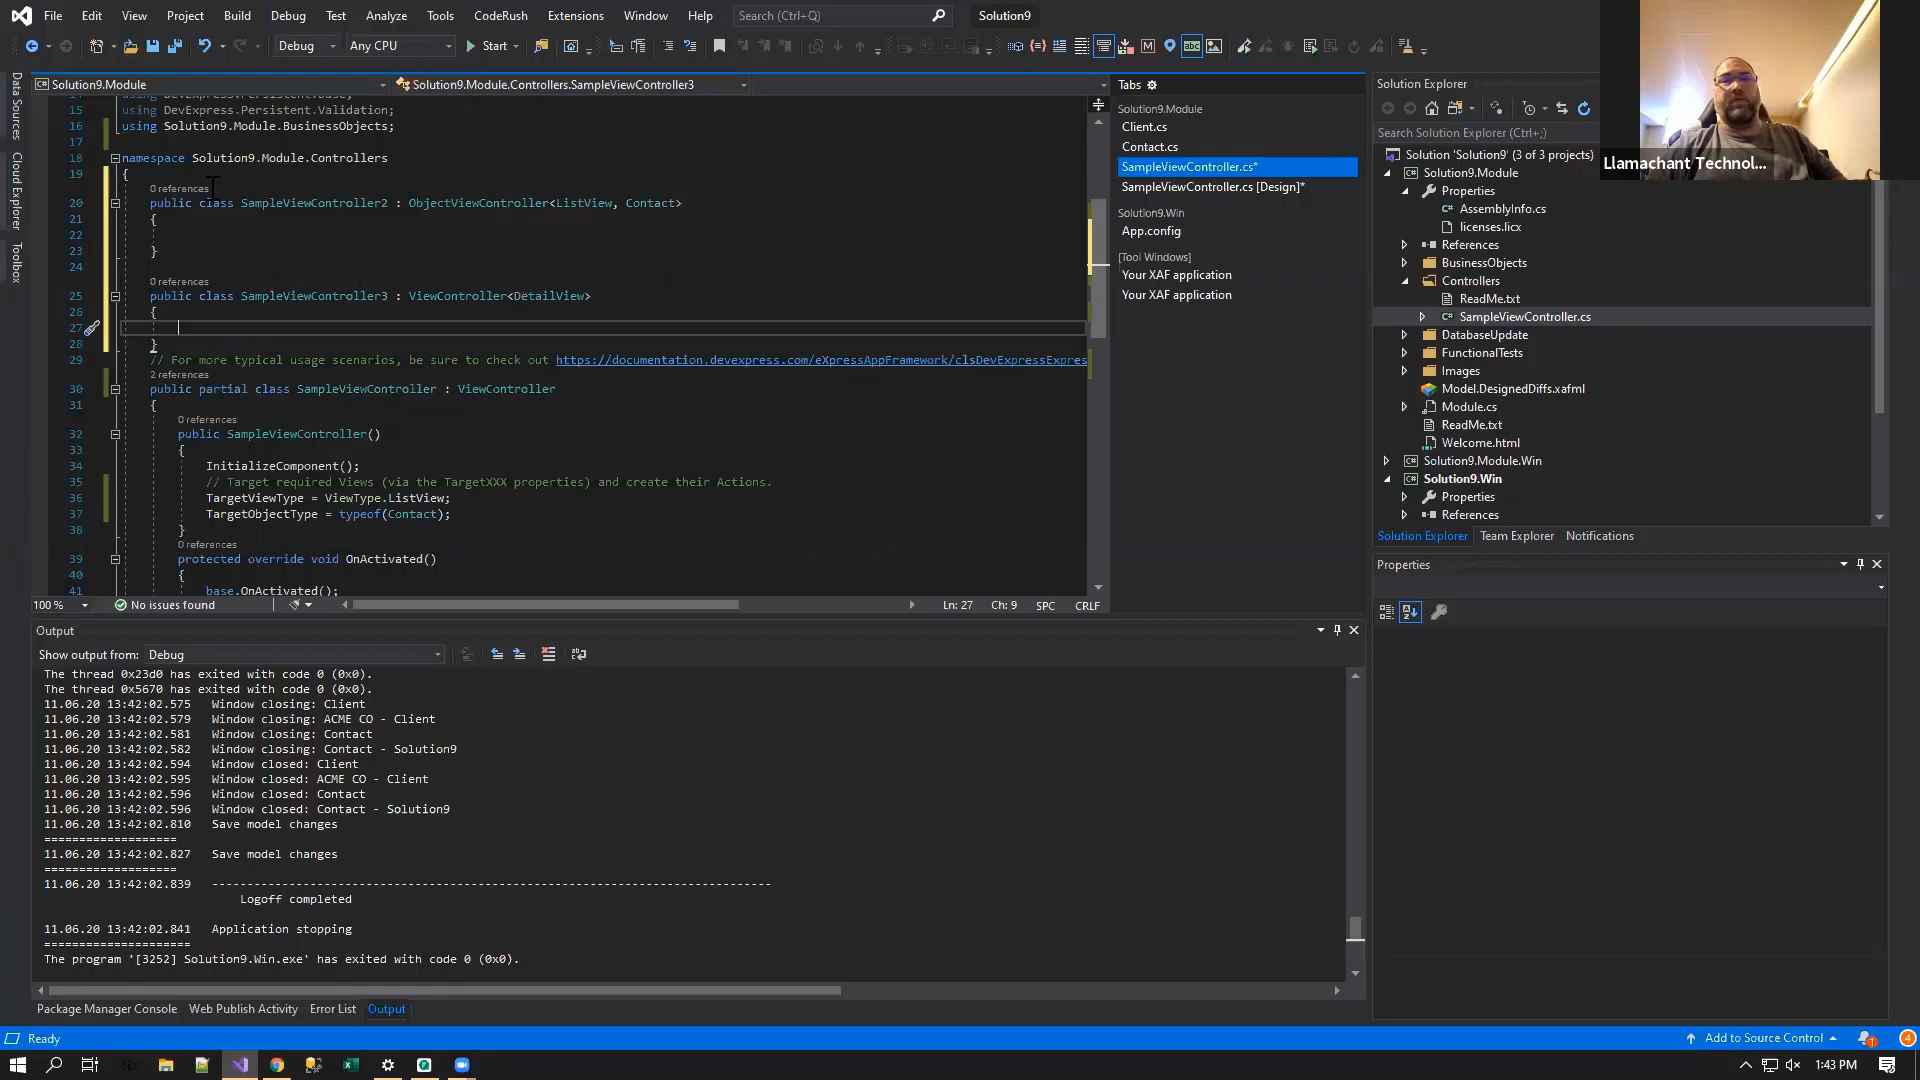 File Edit View Project Build Debug Test Analyze Tools CodeRush Extensions Window Help Search (Ctrl+Q) Solution9
Debug Any CPU Start
Solution9.Module Solution9.Module.Controllers.SampleViewController3
15 using DevExpress.Persistent.Validation;
16 using Solution9.Module.BusinessObjects;
17
18 namespace Solution9.Module.Controllers
19 {
0 references
20 public class SampleViewController2 : ObjectViewController<ListView, Contact>
21 {
22
23 }
24
0 references
25 public class SampleViewController3 : ViewController<DetailView>
26 {
27
28 }
29 // For more typical usage scenarios, be sure to check out https://documentation.devexpress.com/eXpressAppFramework/clsDevExpressExpres
2 references
30 public partial class SampleViewController : ViewController
31 {
0 references
32 public SampleViewController()
33 {
34 InitializeComponent();
35 // Target required Views (via the TargetXXX properties) and create their Actions.
36 TargetViewType = ViewType.ListView;
37 TargetObjectType = typeof(Contact);
38 }
0 references
39 protected override void OnActivated()
40 {
41 base.OnActivated();
100 % No issues found Ln: 27 Ch: 9 SPC CRLF
Data Sources
Cloud Explorer
Toolbox
Tabs
Solution9.Module
Client.cs
Contact.cs
SampleViewController.cs*
SampleViewController.cs [Design]*
Solution9.Win
App.config
[Tool Windows]
Your XAF application
Your XAF application
Solution Explorer
Search Solution Explorer (Ctrl+;)
Solution 'Solution9' (3 of 3 projects)
Solution9.Module
Properties
AssemblyInfo.cs
licenses.licx
References
BusinessObjects
Controllers
ReadMe.txt
SampleViewController.cs
DatabaseUpdate
FunctionalTests
Images
Model.DesignedDiffs.xafml
Module.cs
ReadMe.txt
Welcome.html
Solution9.Module.Win
Solution9.Win
Properties
References
Solution Explorer Team Explorer Notifications
Properties
Llamachant Technol...
Output
Show output from: Debug
The thread 0x23d0 has exited with code 0 (0x0).
The thread 0x5670 has exited with code 0 (0x0).
11.06.20 13:42:02.575 Window closing: Client
11.06.20 13:42:02.579 Window closing: ACME CO - Client
11.06.20 13:42:02.581 Window closing: Contact
11.06.20 13:42:02.582 Window closing: Contact - Solution9
11.06.20 13:42:02.594 Window closed: Client
11.06.20 13:42:02.595 Window closed: ACME CO - Client
11.06.20 13:42:02.596 Window closed: Contact
11.06.20 13:42:02.596 Window closed: Contact - Solution9
11.06.20 13:42:02.810 Save model changes
===================
11.06.20 13:42:02.827 Save model changes
===================
11.06.20 13:42:02.839 --------------------------------------------------------------------------------
Logoff completed
11.06.20 13:42:02.841 Application stopping
=====================
The program '[3252] Solution9.Win.exe' has exited with code 0 (0x0).
Package Manager Console Web Publish Activity Error List Output
Ready Add to Source Control 1 4
1:43 PM